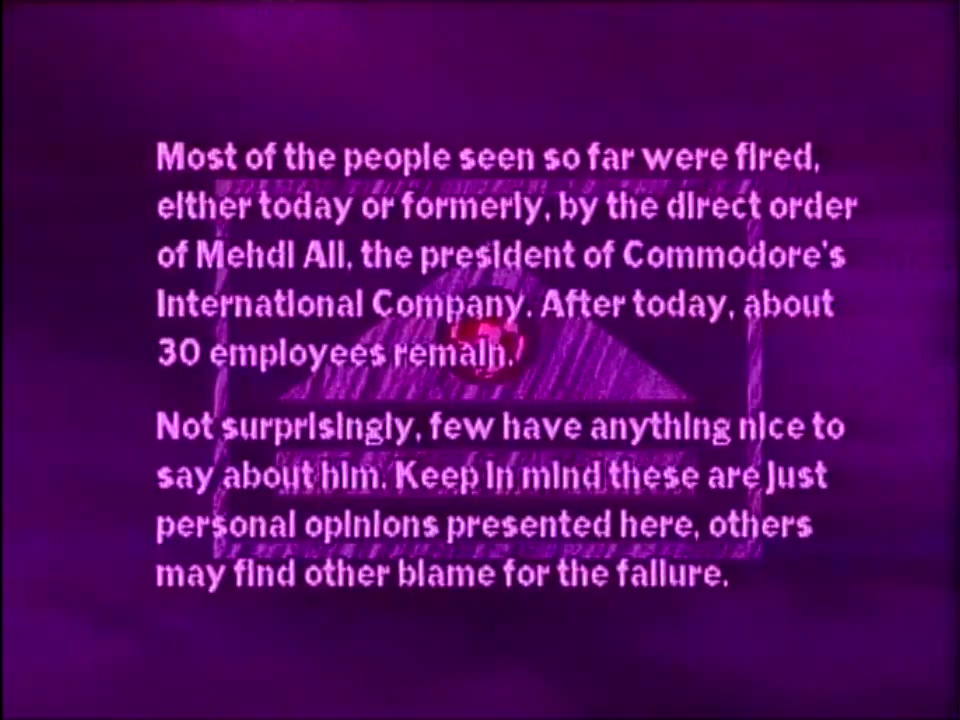 Most of the people seen so far were fired,
either today or formerly, by the direct order
of Mehdi Ali, the president of Commodore's
International Company. After today, about
30 employees remain.
Not surprisingly, few have anything nice to
say about him. Keep in mind these are just
personal opinions presented here, others
may find other blame for the failure.